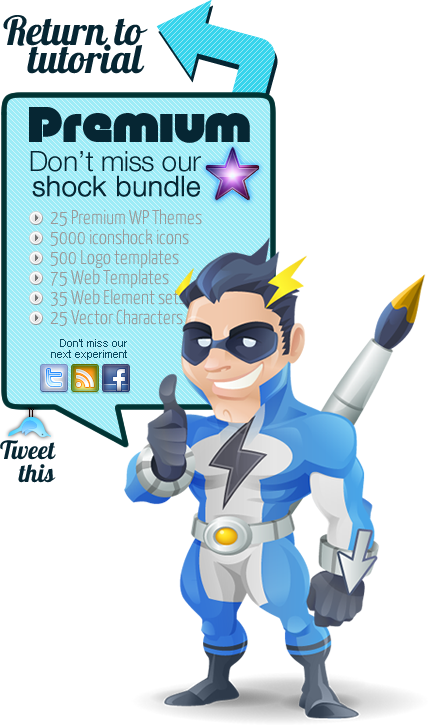 Return to
tutorial
Premium
Don't miss our
shock bundle
25 Premium WP Themes
5000 iconshock icons
500 Logo templates
75 Web Templates
35 Web Element set
25 Vector Characters
Don't miss our
next experiment
Tweet
this